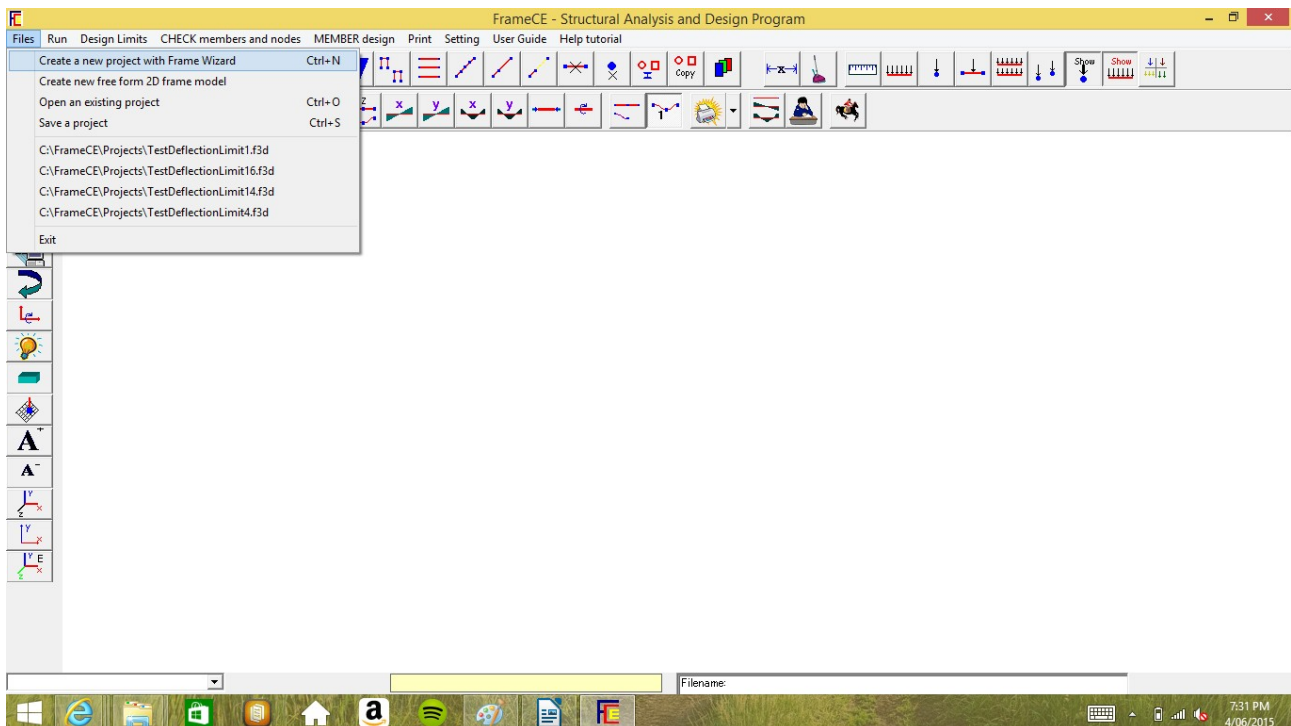 FrameCE - Structural Analysis and Design Program
Files Run Design Limits CHECK members and nodes MEMBER design Print Setting User Guide Help tutorial
Create a new project with Frame Wizard Ctrl+N
Create new free form 2D frame model
Open an existing project Ctrl+O
Save a project Ctrl+S
C:\FrameCE\Projects\TestDeflectionLimit1.f3d
C:\FrameCE\Projects\TestDeflectionLimit16.f3d
C:\FrameCE\Projects\TestDeflectionLimit14.f3d
C:\FrameCE\Projects\TestDeflectionLimit4.f3d
Exit
Copy
x
Show
Show
z
x
y
x
y
e
1
e
A+
A-
Y
x
z
Y
x
Y E
x
z
Filename:
a
FE
7:31 PM
4/06/2015